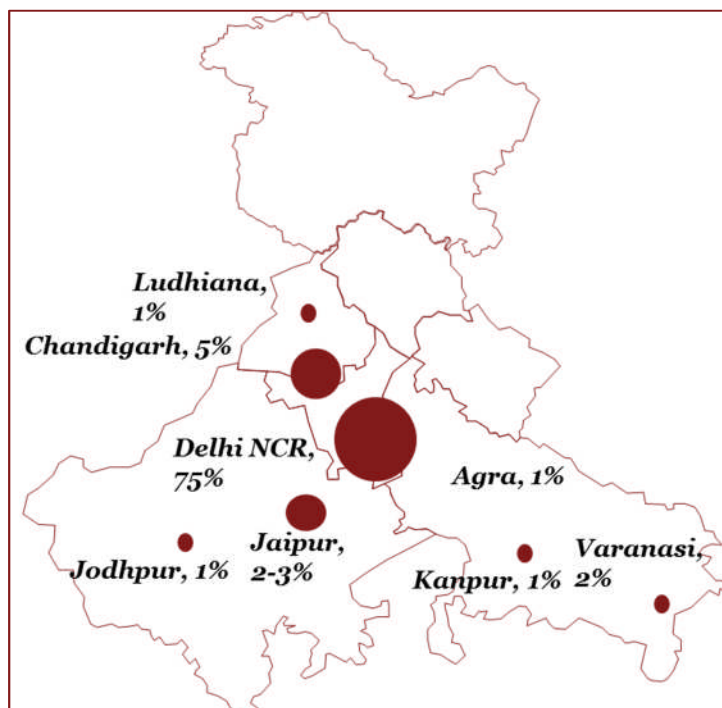 Ludhiana,
1%
Chandigarh, 5%
Delhi NCR,
75%
Agra, 1%
Jaipur,
2-3%
Jodhpur, 1%
Kanpur, 1%
Varanasi,
2%